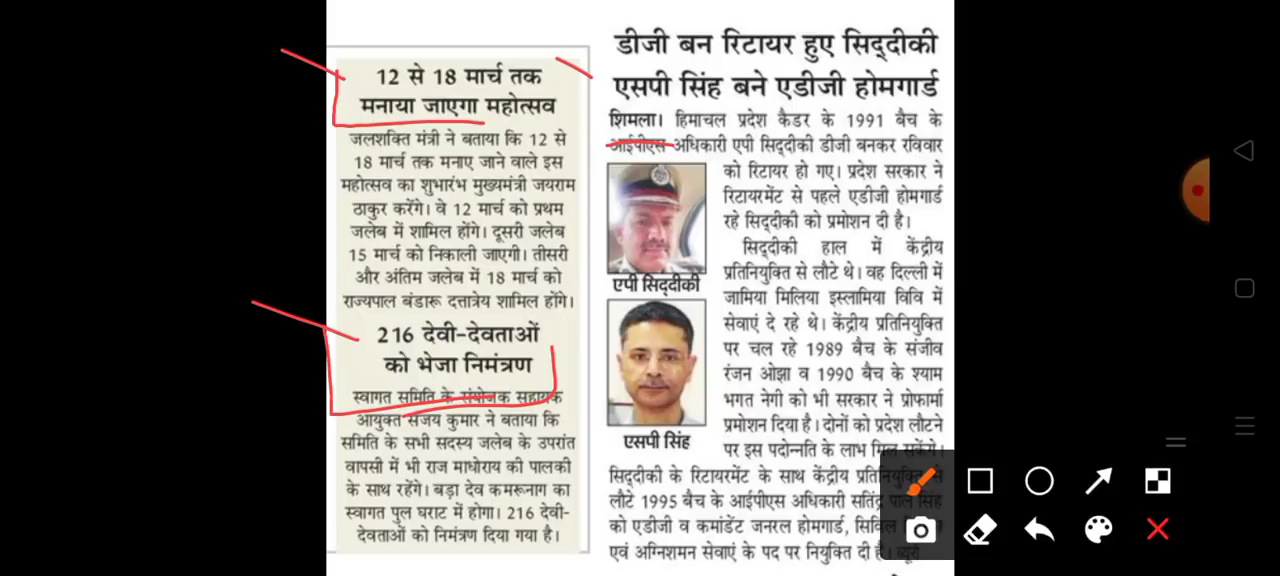 12 से 18 मार्च तक
मनाया जाएगा महोत्सव
जलशक्ति मंत्री ने बताया कि 12 से
18 मार्च तक मनाए जाने वाले इस
महोत्सव का शुभारंभ मुख्यमंत्री जयराम
ठाकुर करेंगे। वे 12 मार्च को प्रथम
जलेब में शामिल होंगे। दूसरी जलेब
15 मार्च को निकाली जाएगी। तीसरी
और अंतिम जलेब में 18 मार्च को
राज्यपाल बंडारू दत्तात्रेय शामिल होंगे।
216 देवी-देवताओं
को भेजा निमंत्रण
स्वागत समिति के संयोजक सहायक
आयुक्त संजय कुमार ने बताया कि
समिति के सभी सदस्य जलेब के उपरांत
वापसी में भी राज माधोराय की पालकी
के साथ रहेंगे। बड़ा देव कमरूनाग का
स्वागत पुल घराट में होगा। 216 देवी-
देवताओं को निमंत्रण दिया गया है।
डीजी बन रिटायर हुए सिद्दीकी
एसपी सिंह बने एडीजी होमगार्ड
शिमला। हिमाचल प्रदेश कैडर के 1991 बैच के
आईपीएस अधिकारी एपी सिद्दीकी डीजी बनकर रविवार
को रिटायर हो गए। प्रदेश सरकार ने
रिटायरमेंट से पहले एडीजी होमगार्ड
रहे सिद्दीकी को प्रमोशन दी है।
सिद्दीकी हाल में केंद्रीय
प्रतिनियुक्ति से लौटे थे। वह दिल्ली में
जामिया मिलिया इस्लामिया विवि में
सेवाएं दे रहे थे। केंद्रीय प्रतिनियुक्ति
पर चल रहे 1989 बैच के संजीव
रंजन ओझा व 1990 बैच के श्याम
भगत नेगी को भी सरकार ने प्रोफार्मा
प्रमोशन दिया है। दोनों को प्रदेश लौटने
पर इस पदोन्नति के लाभ मिल सकेंगे।
एपी सिद्दीकी
एसपी सिंह
सिद्दीकी के रिटायरमेंट के साथ केंद्रीय प्रतिनियुक्ति से
लौटे 1995 बैच के आईपीएस अधिकारी सतिंद्र पाल सिंह
को एडीजी व कमांडेंट जनरल होमगार्ड, सिविल
एवं अग्निशमन सेवाएं के पद पर नियुक्ति दी है। ब्यूरो